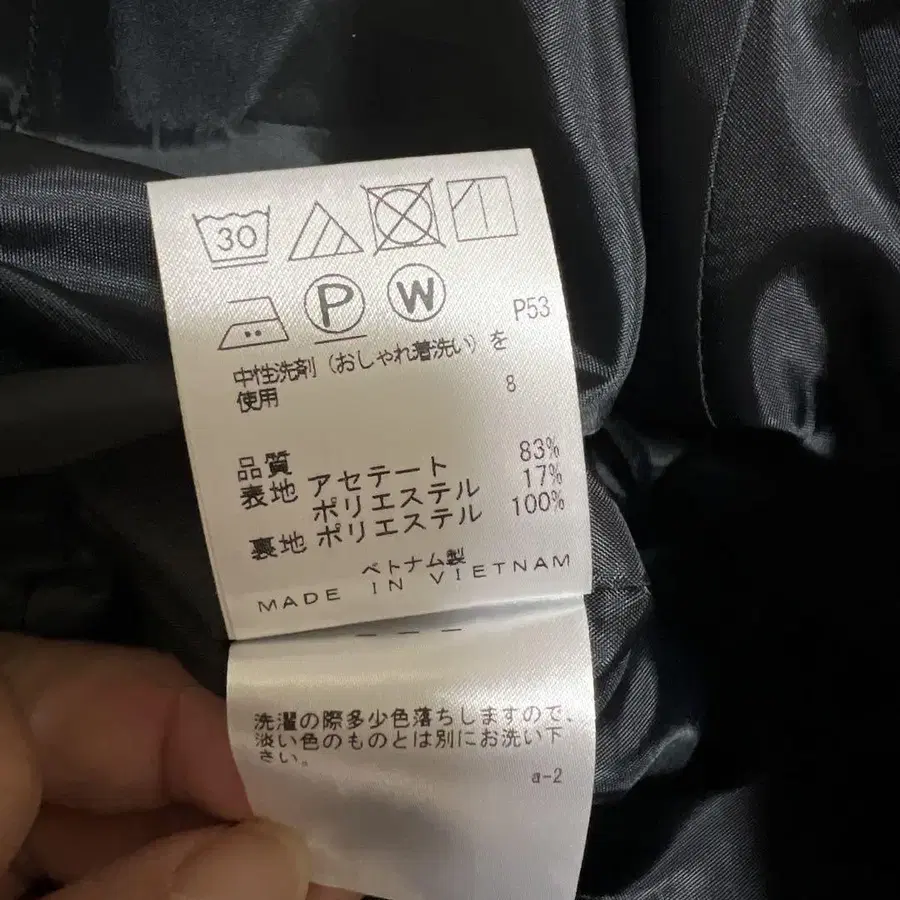 30
P W
P53
中性洗剤（おしゃれ着洗い）を
使用 8
品質
表地 アセテート 83%
ポリエステル 17%
裏地 ポリエステル 100%
ベトナム製
MADE IN VIETNAM
洗濯の際多少色落ちしますので、
淡い色のものとは別にお洗い下
さい。
a-2